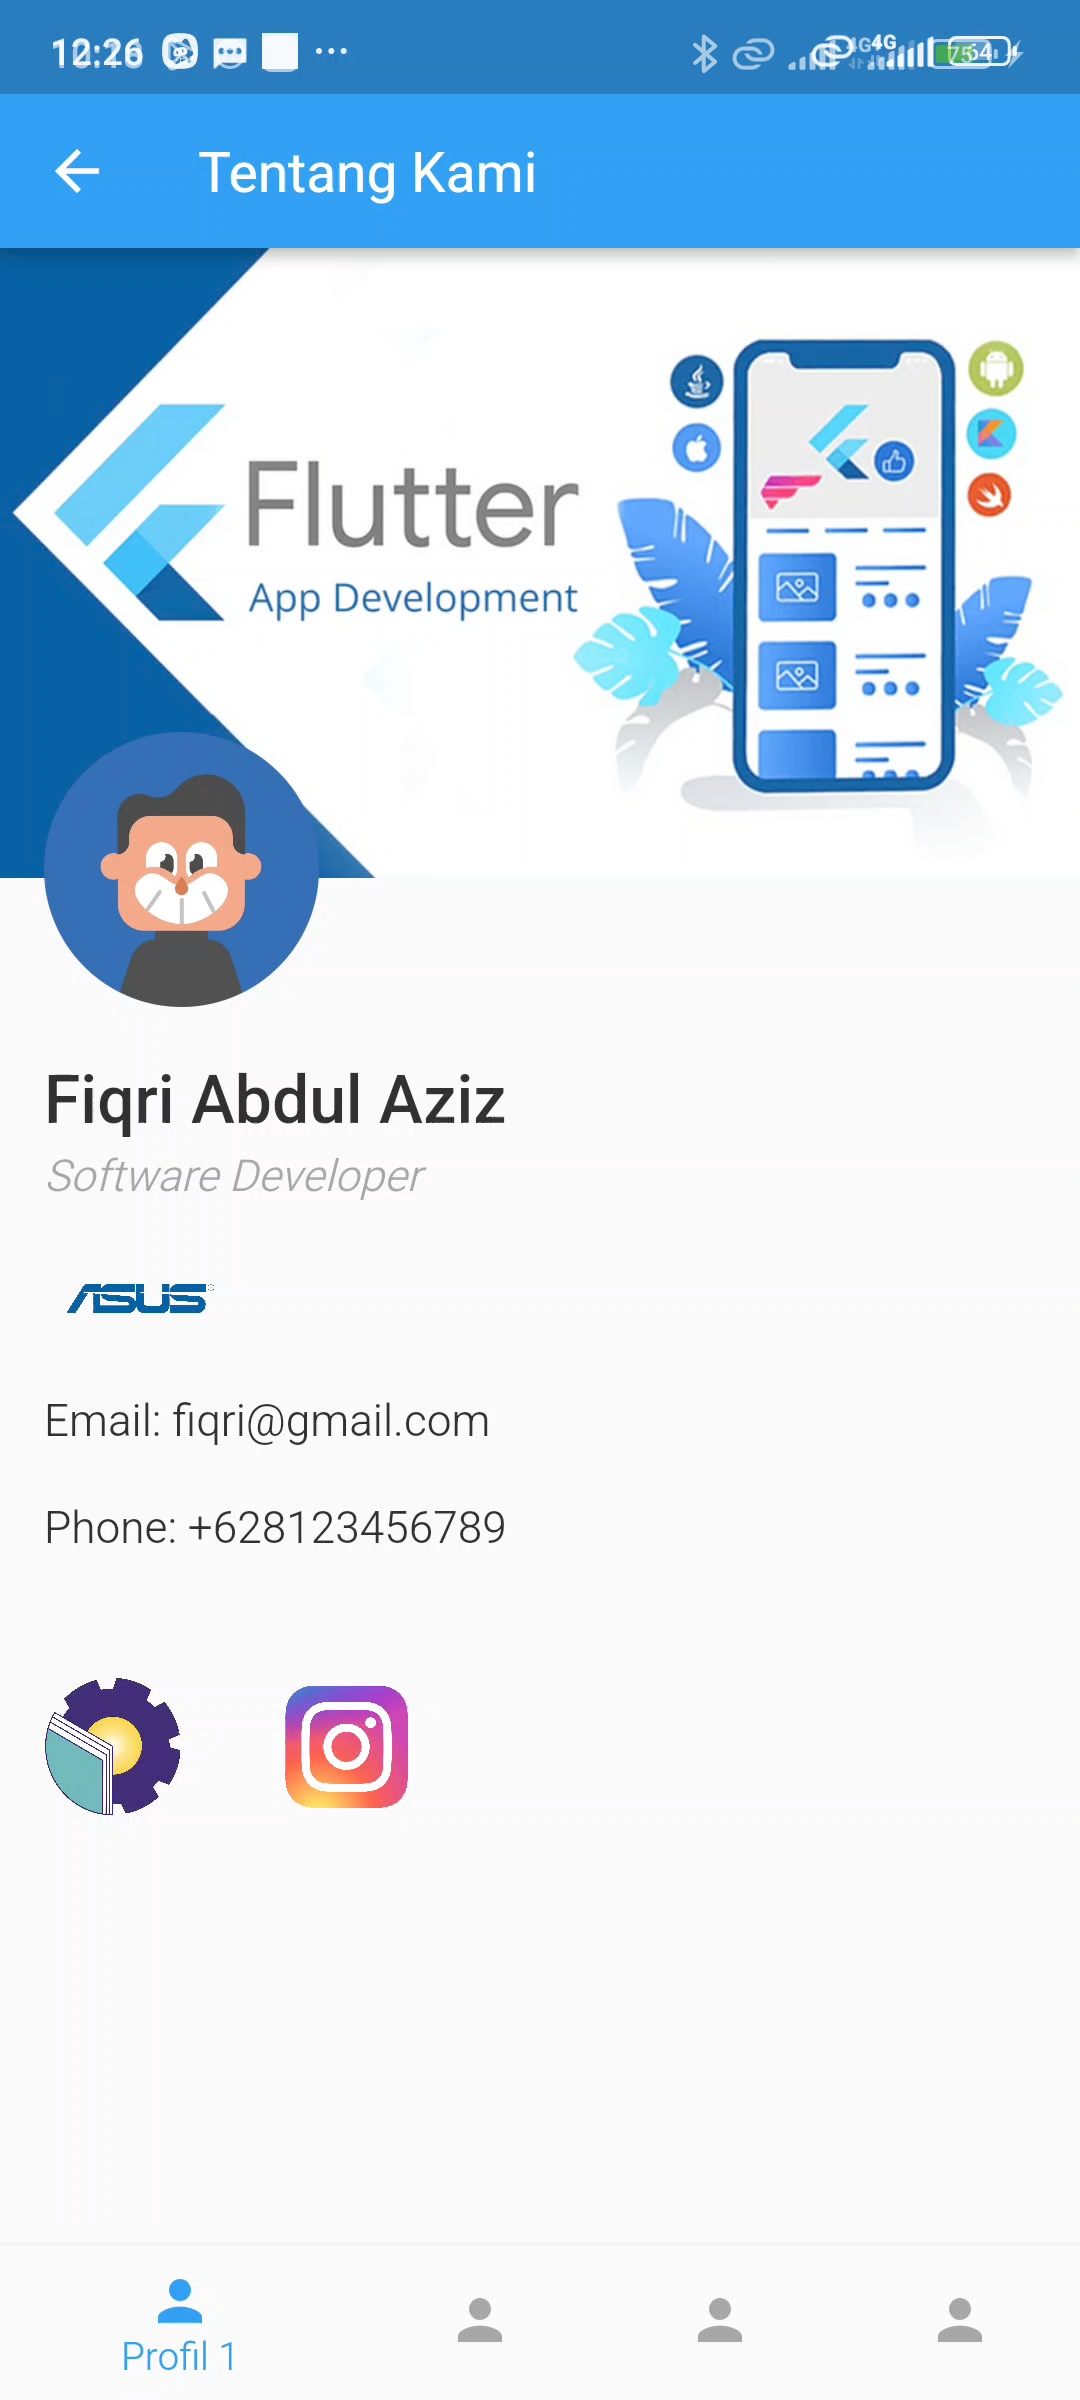 12:26
Tentang Kami
Flutter
App Development
Fiqri Abdul Aziz
Software Developer
ASUS
Email: fiqri@gmail.com
Phone: +628123456789
Profil 1